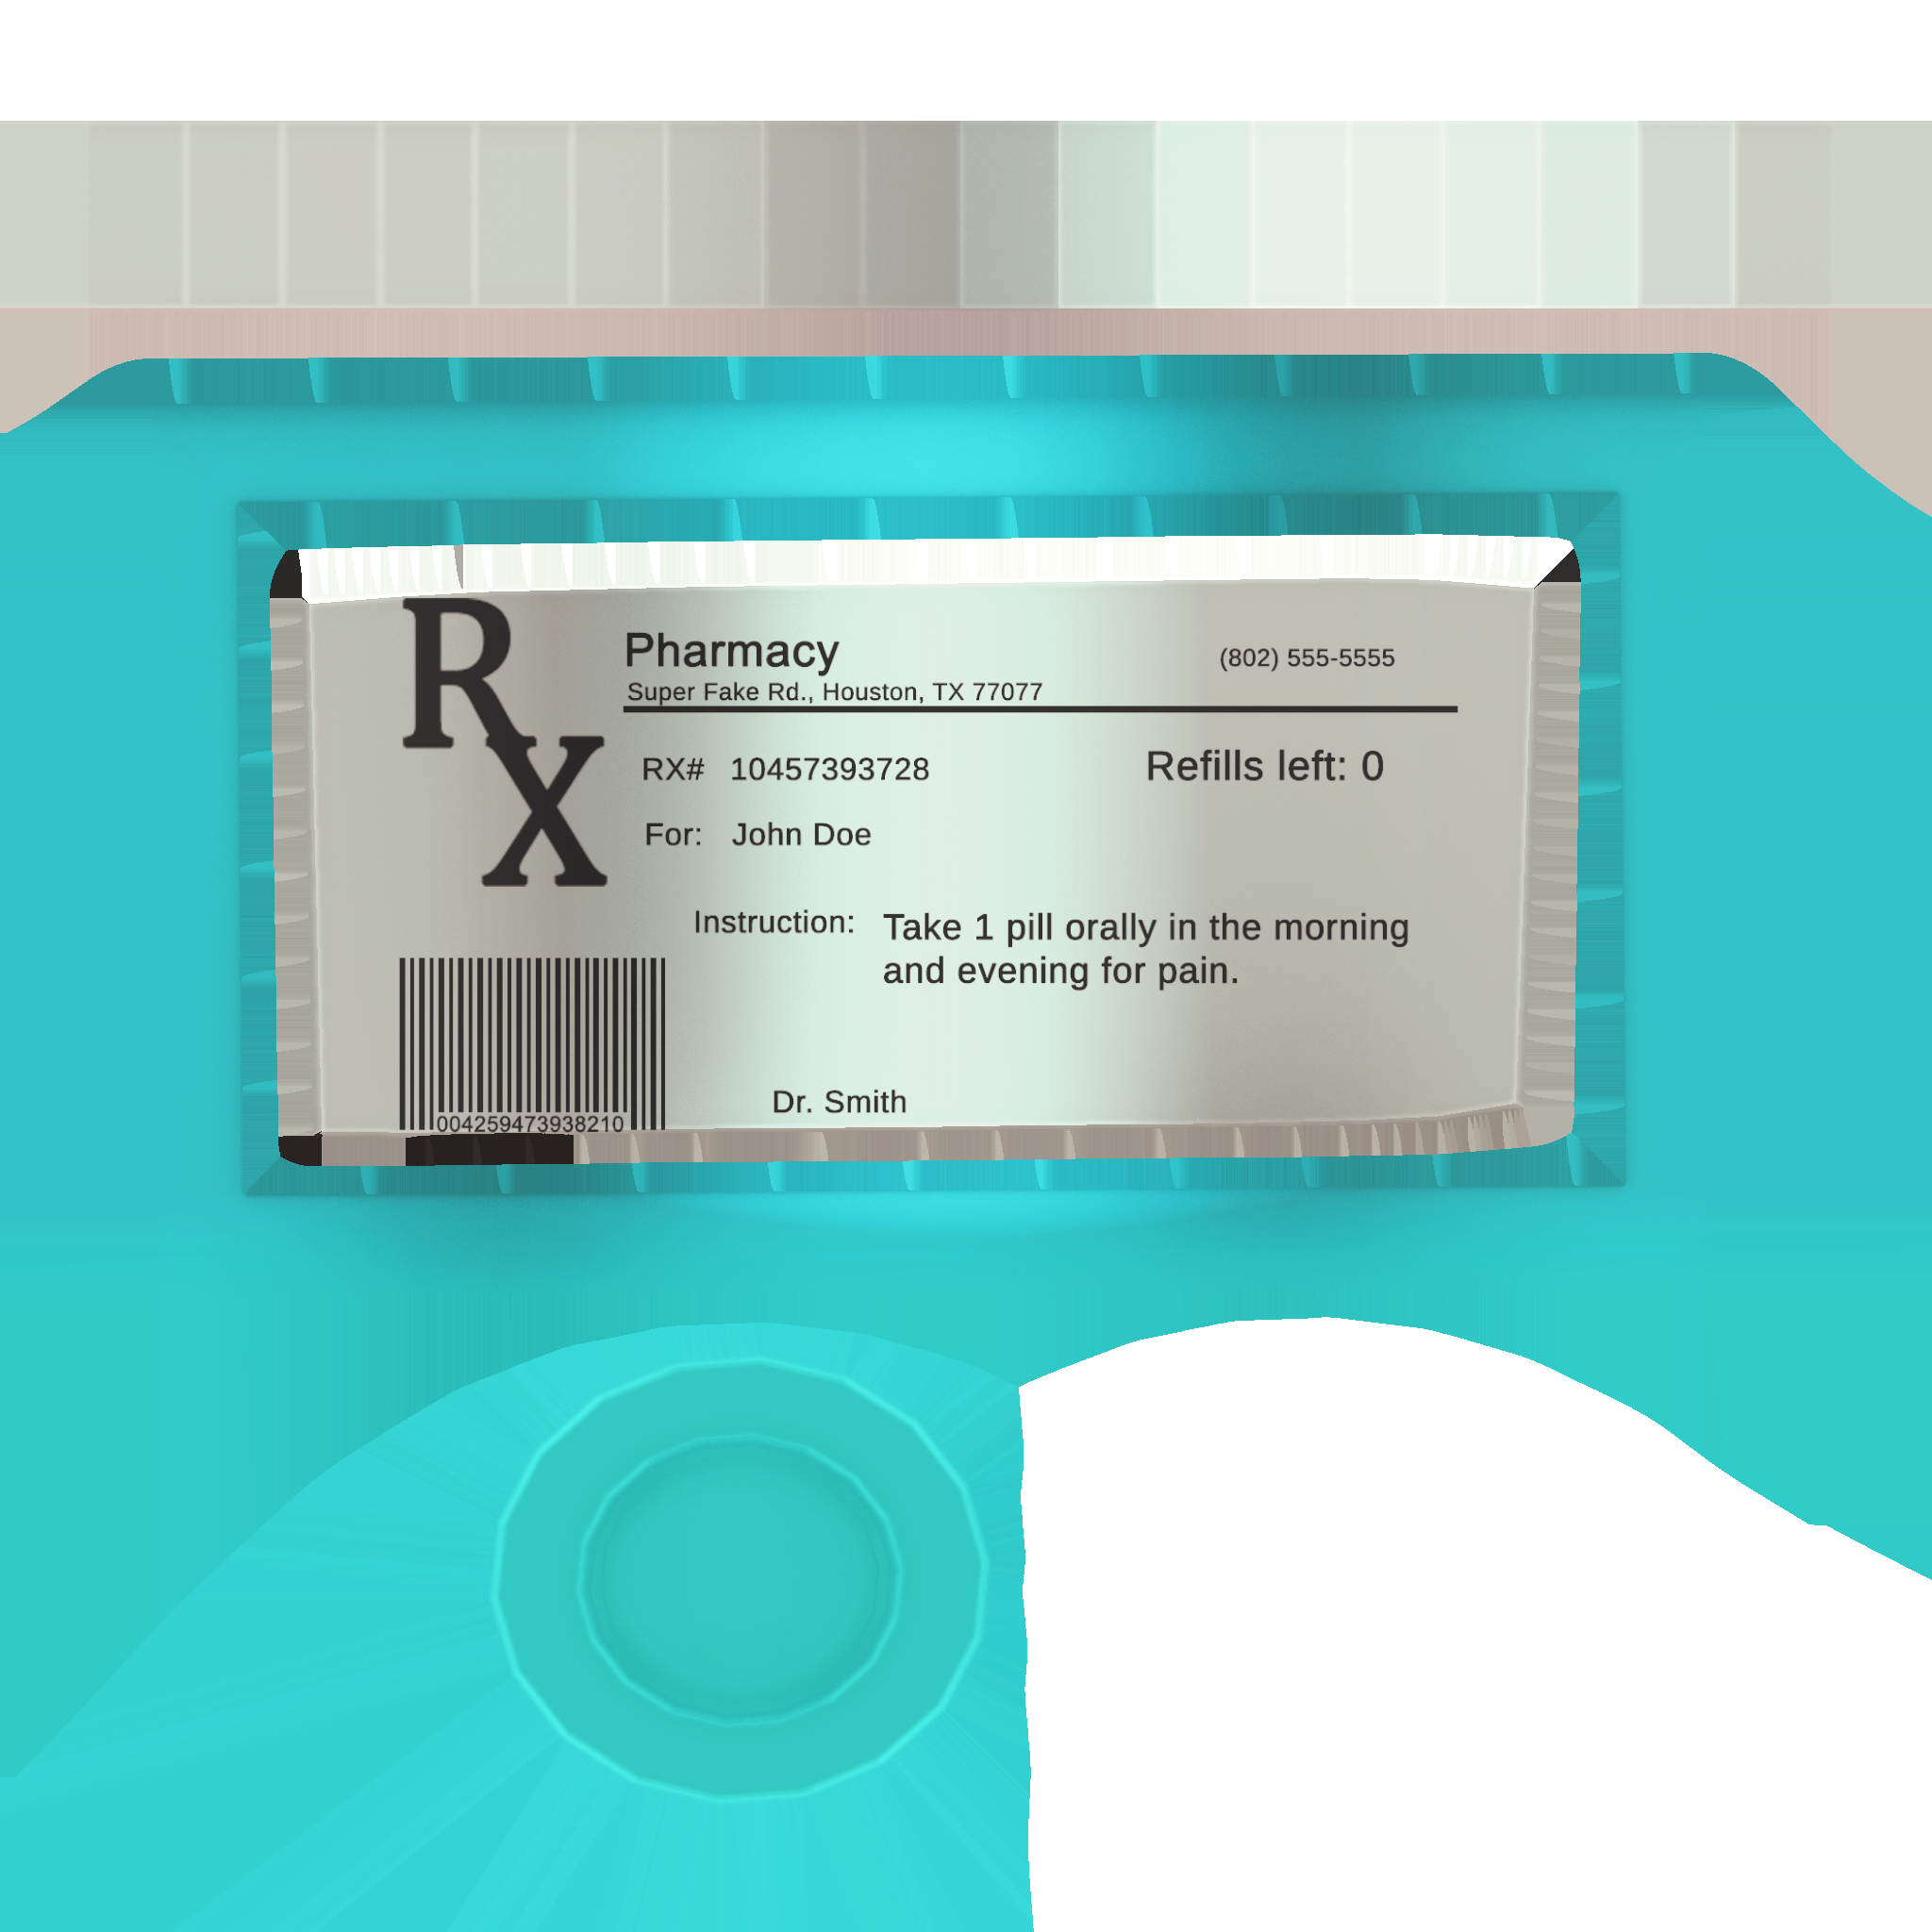 RX
Pharmacy
(802) 555-5555
Super Fake Rd., Houston, TX 77077
RX# 10457393728
Refills left: 0
For: John Doe
Instruction: Take 1 pill orally in the morning
and evening for pain.
004259473938210
Dr. Smith